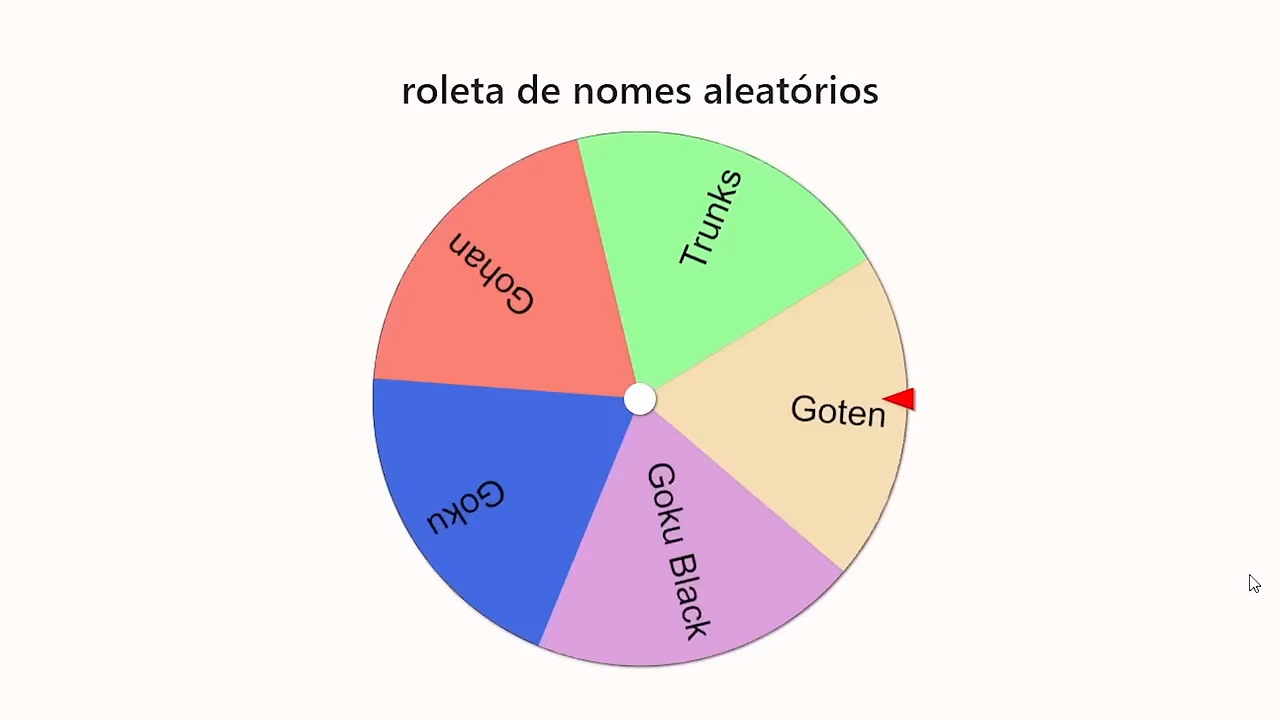 roleta de nomes aleatórios
Trunks
Gohan
Goten
Goku
Goku Black